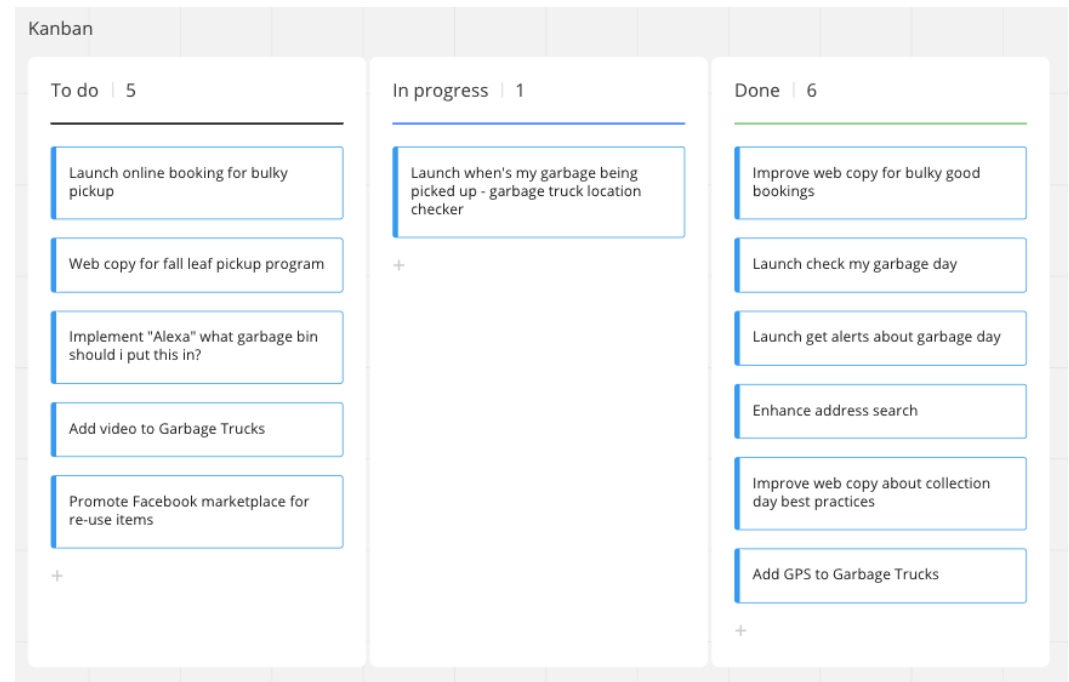 Kanban
To do | 5
Launch online booking for bulky
pickup
Web copy for fall leaf pickup program
Implement "Alexa" what garbage bin
should i put this in?
Add video to Garbage Trucks
Promote Facebook marketplace for
re-use items
+
In progress | 1
Launch when's my garbage being
picked up - garbage truck location
checker
+
Done | 6
Improve web copy for bulky good
bookings
Launch check my garbage day
Launch get alerts about garbage day
Enhance address search
Improve web copy about collection
day best practices
Add GPS to Garbage Trucks
+